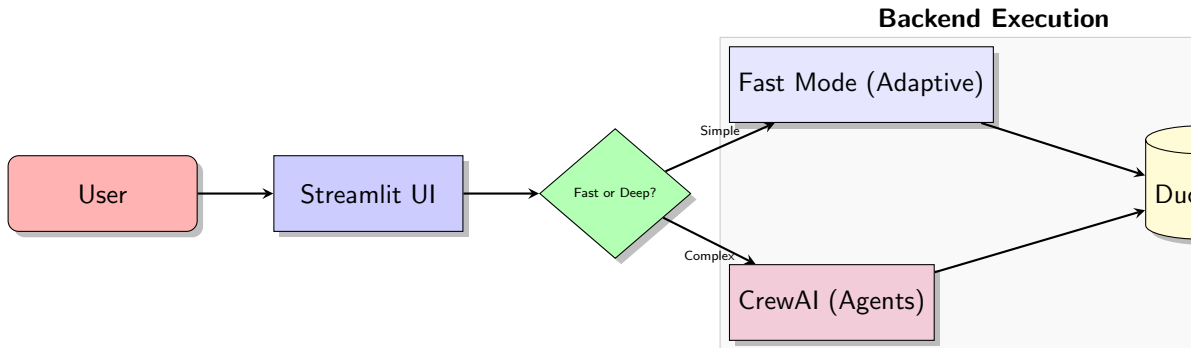 Backend Execution
Fast Mode (Adaptive)
Simple
User
Streamlit UI
Fast or Deep?
Complex
CrewAI (Agents)